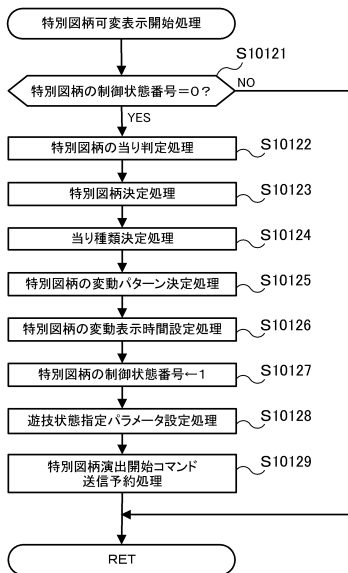 特別図柄可変表示開始処理
S10121
特別図柄の制御状態番号=0?
NO
YES
特別図柄の当り判定処理
S10122
特別図柄決定処理
S10123
当り種類決定処理
S10124
特別図柄の変動パターン決定処理
S10125
特別図柄の変動表示時間設定処理
S10126
特別図柄の制御状態番号←1
S10127
遊技状態指定パラメータ設定処理
S10128
特別図柄演出開始コマンド
送信予約処理
S10129
RET